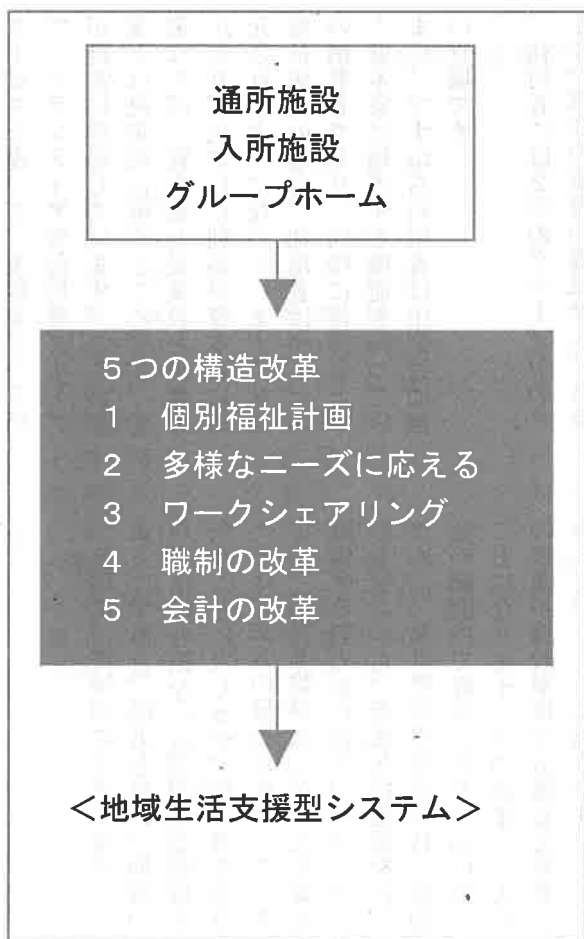 通所施設
入所施設
グループホーム
５つの構造改革
１　個別福祉計画
２　多様なニーズに応える
３　ワークシェアリング
４　職制の改革
５　会計の改革
＜地域生活支援型システム＞